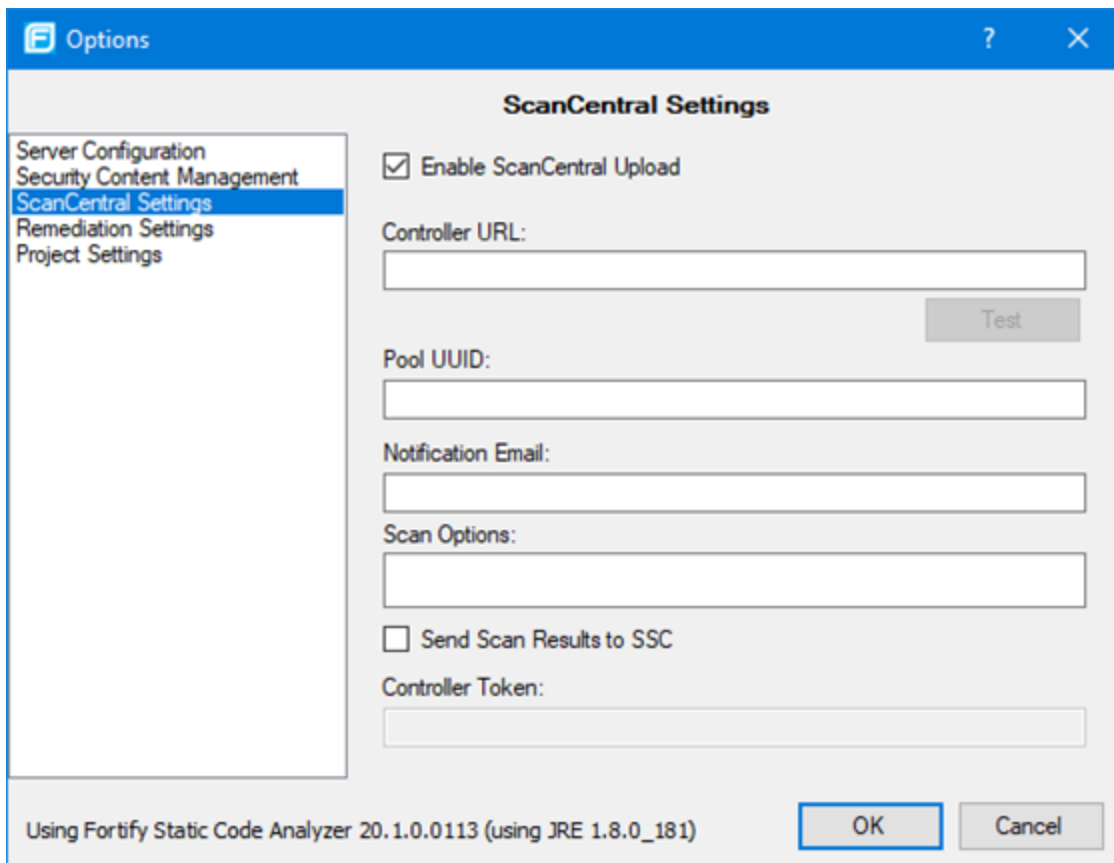 Options
?
ScanCentral Settings
Server Configuration
Security Content Management
ScanCentral Settings
Remediation Settings
Project Settings
Enable ScanCentral Upload
Controller URL:
Test
Pool UUID:
Notification Email:
Scan Options:
Send Scan Results to SSC
Controller Token:
Using Fortify Static Code Analyzer 20.1.0.0113 (using JRE 1.8.0_181)
OK
Cancel